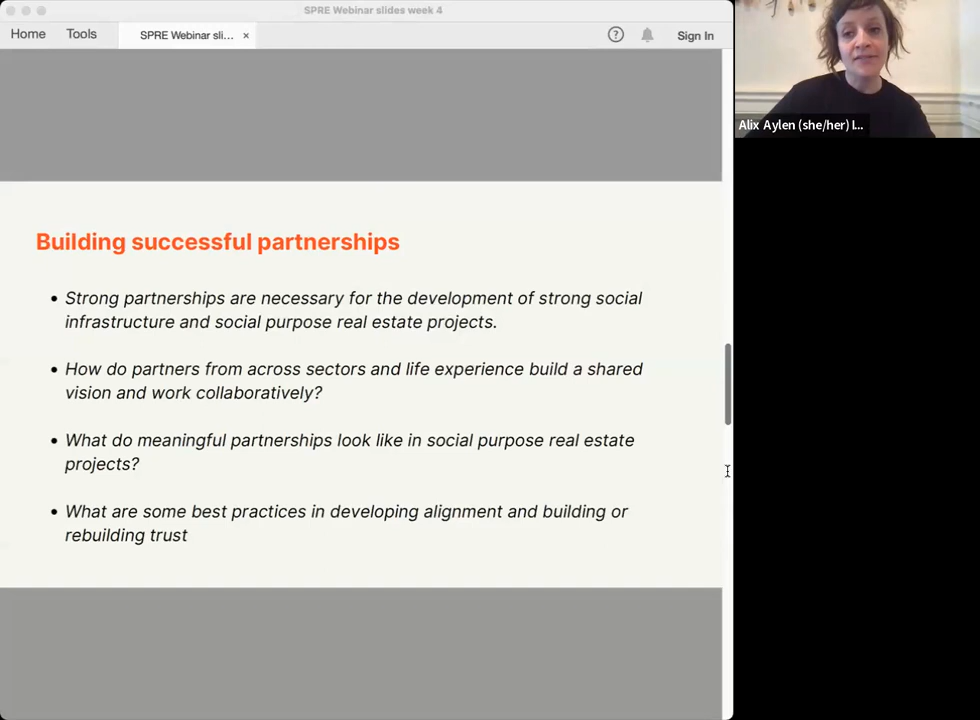 SPRE Webinar slides week 4
Home Tools SPRE Webinar sli... × ? Sign In
Alix Aylen (she/her) I...
Building successful partnerships
• Strong partnerships are necessary for the development of strong social
infrastructure and social purpose real estate projects.
• How do partners from across sectors and life experience build a shared
vision and work collaboratively?
• What do meaningful partnerships look like in social purpose real estate
projects?
• What are some best practices in developing alignment and building or
rebuilding trust